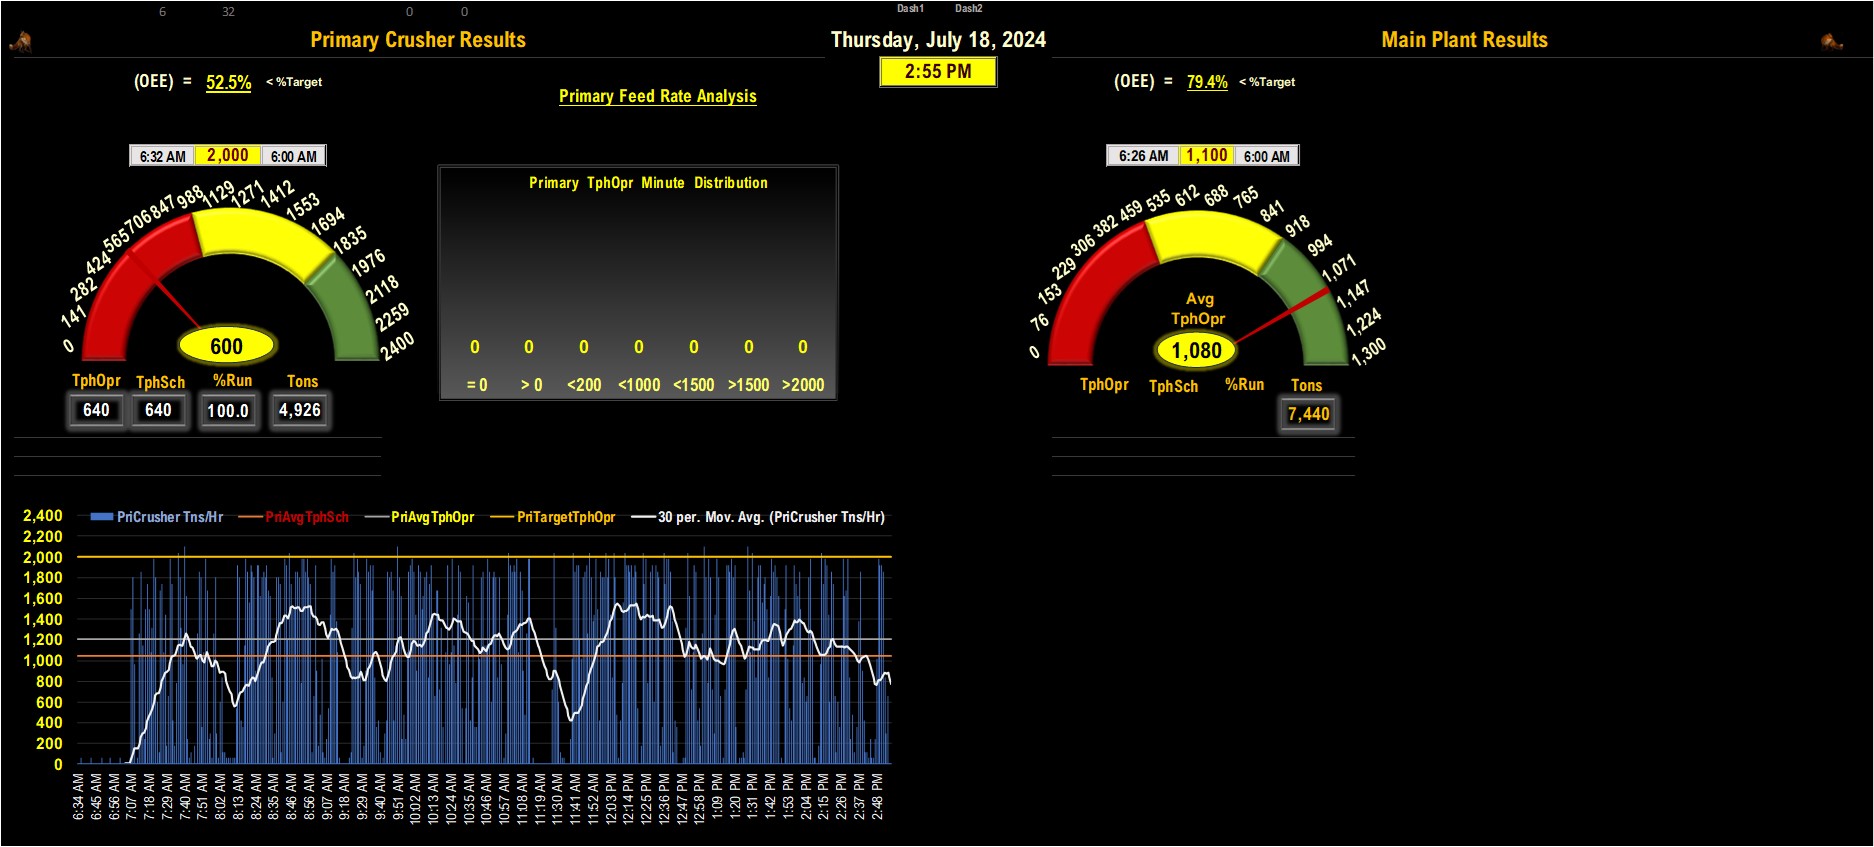 6 32 0 0 Dash1 Dash2
Primary Crusher Results
Thursday, July 18, 2024
Main Plant Results
2:55 PM
(OEE) = 52.5% < %Target
Primary Feed Rate Analysis
(OEE) = 79.4% < %Target
6:32 AM 2,000 6:00 AM
6:26 AM 1,100 6:00 AM
0 141 282 424 565 706 847 988 1129 1271 1412 1553 1694 1835 1976 2118 2259 2400
600
TphOpr TphSch %Run Tons
640 640 100.0 4,926
Primary TphOpr Minute Distribution
0 0 0 0 0 0 0
= 0 > 0 <200 <1000 <1500 >1500 >2000
0 76 153 229 306 382 459 535 612 688 765 841 918 994 1,071 1,147 1,224 1,300
Avg
TphOpr
1,080
TphOpr TphSch %Run Tons
7,440
PriCrusher Tns/Hr PriAvgTphSch PriAvgTphOpr PriTargetTphOpr 30 per. Mov. Avg. (PriCrusher Tns/Hr)
2,400
2,200
2,000
1,800
1,600
1,400
1,200
1,000
800
600
400
200
0
6:34 AM 6:45 AM 6:56 AM 7:07 AM 7:18 AM 7:29 AM 7:40 AM 7:51 AM 8:02 AM 8:13 AM 8:24 AM 8:35 AM 8:46 AM 8:56 AM 9:07 AM 9:18 AM 9:29 AM 9:40 AM 9:51 AM 10:02 AM 10:13 AM 10:24 AM 10:35 AM 10:46 AM 10:57 AM 11:08 AM 11:19 AM 11:30 AM 11:41 AM 11:52 AM 12:03 PM 12:14 PM 12:25 PM 12:36 PM 12:47 PM 12:58 PM 1:09 PM 1:20 PM 1:31 PM 1:42 PM 1:53 PM 2:04 PM 2:15 PM 2:26 PM 2:37 PM 2:48 PM